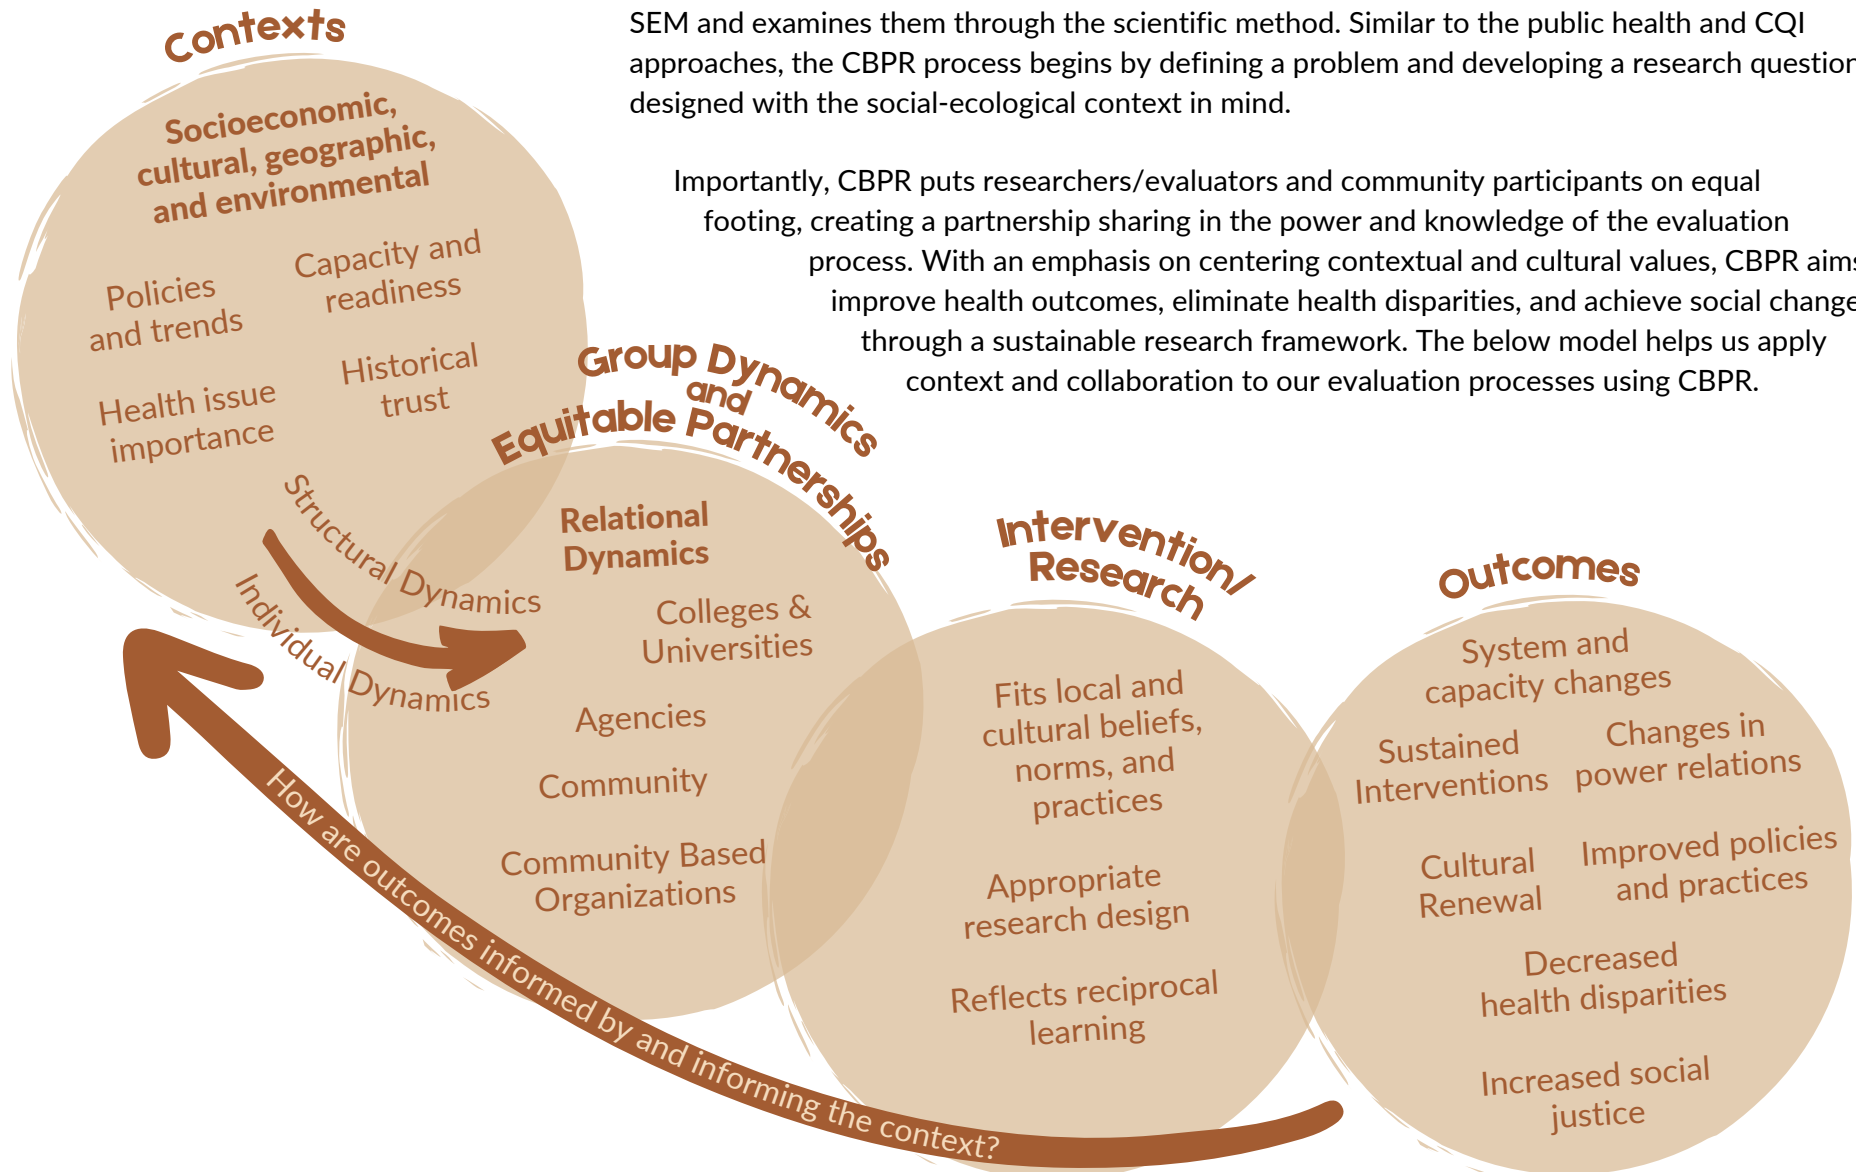 SEM and examines them through the scientific method. Similar to the public health and CQI
approaches, the CBPR process begins by defining a problem and developing a research question
designed with the social-ecological context in mind.
Importantly, CBPR puts researchers/evaluators and community participants on equal
footing, creating a partnership sharing in the power and knowledge of the evaluation
process. With an emphasis on centering contextual and cultural values, CBPR aims
improve health outcomes, eliminate health disparities, and achieve social change
through a sustainable research framework. The below model helps us apply
context and collaboration to our evaluation processes using CBPR.
Contexts
Socioeconomic,
cultural, geographic,
and environmental
Capacity and
readiness
Policies
and trends
Historical
trust
Health issue
importance
Structural Dynamics
Individual Dynamics
Group Dynamics
and
Equitable Partnerships
Relational
Dynamics
Colleges &
Universities
Agencies
Community
Community Based
Organizations
Intervention/
Research
Fits local and
cultural beliefs,
norms, and
practices
Appropriate
research design
Reflects reciprocal
learning
Outcomes
System and
capacity changes
Sustained
Interventions
Changes in
power relations
Cultural
Renewal
Improved policies
and practices
Decreased
health disparities
Increased social
justice
How are outcomes informed by and informing the context?